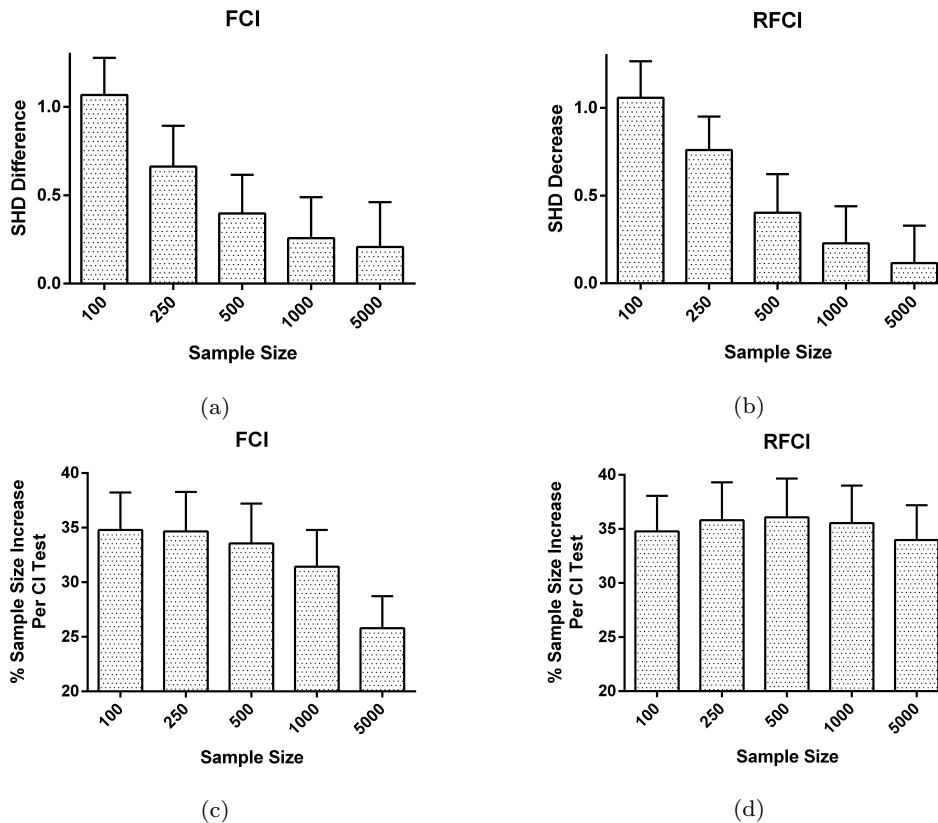 FCI
SHD Difference
1.0
0.5
0.0
100
250
500
1000
5000
Sample Size
(a)
RFCI
SHD Decrease
1.0
0.5
0.0
100
250
500
1000
5000
Sample Size
(b)
FCI
% Sample Size Increase
Per CI Test
40
35
30
25
20
100
250
500
1000
5000
Sample Size
(c)
RFCI
% Sample Size Increase
Per CI Test
40
35
30
25
20
100
250
500
1000
5000
Sample Size
(d)